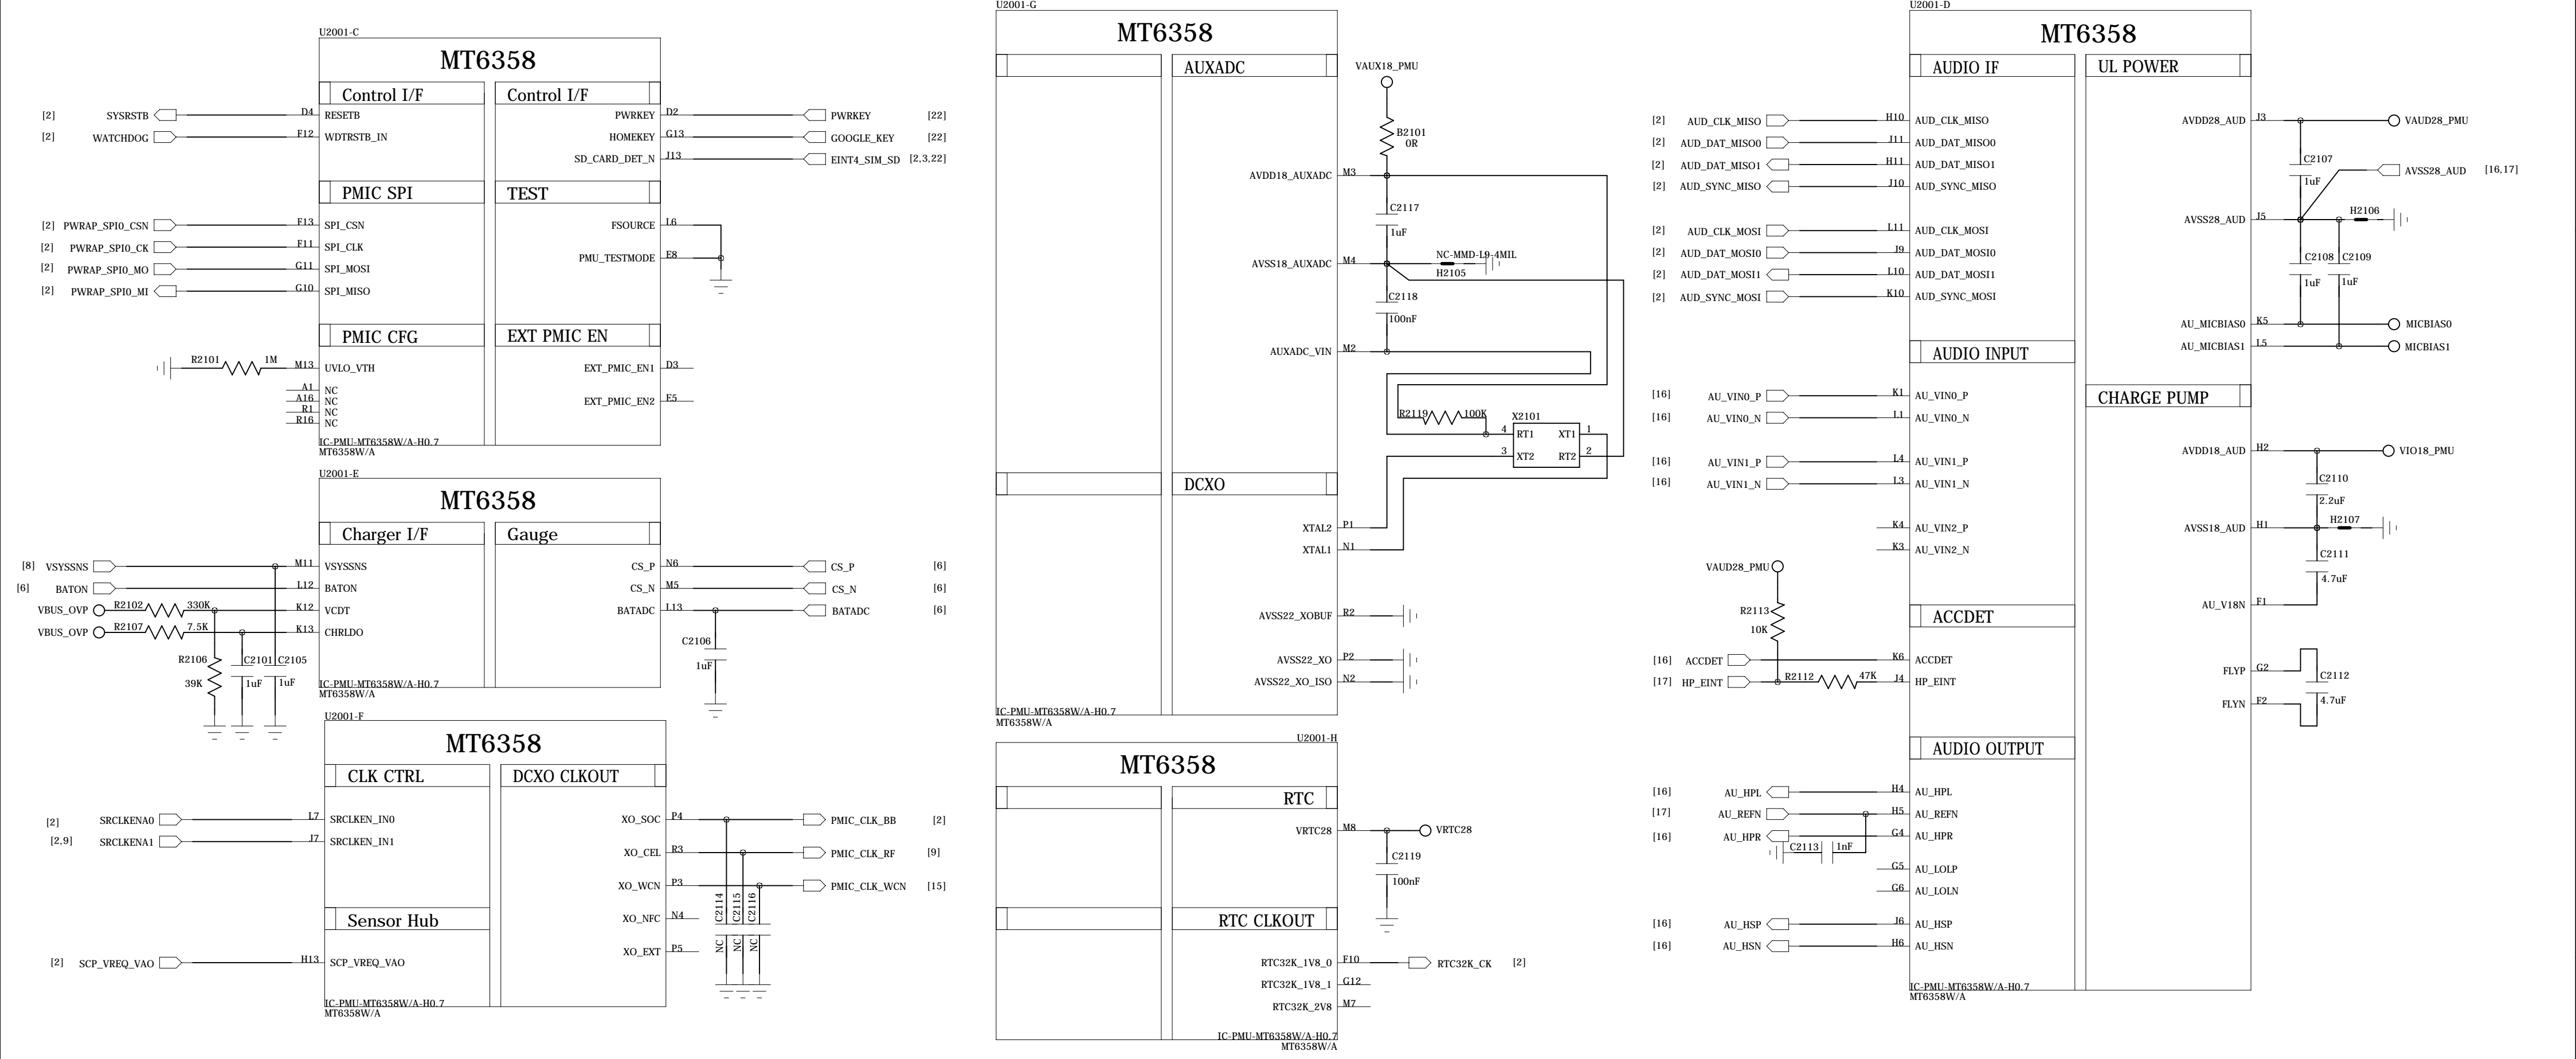 U2001-C
MT6358
Control I/F Control I/F
[2] SYSRSTB D4 RESETB PWRKEY D2 PWRKEY [22]
[2] WATCHDOG F12 WDTRSTB_IN HOMEKEY G13 GOOGLE_KEY [22]
SD_CARD_DET_N J13 EINT4_SIM_SD [2,3,22]
PMIC SPI TEST
[2] PWRAP_SPI0_CSN F13 SPI_CSN FSOURCE L6
[2] PWRAP_SPI0_CK F11 SPI_CLK
PMU_TESTMODE E8
[2] PWRAP_SPI0_MO G11 SPI_MOSI
[2] PWRAP_SPI0_MI G10 SPI_MISO
PMIC CFG EXT PMIC EN
R2101 1M M13 UVLO_VTH EXT_PMIC_EN1 D3
A1 NC
A16 NC EXT_PMIC_EN2 E5
R1 NC
R16 NC
IC-PMU-MT6358W/A-H0.7
MT6358W/A
U2001-E
MT6358
Charger I/F Gauge
[8] VSYSSNS M11 VSYSSNS CS_P N6 CS_P [6]
[6] BATON L12 BATON CS_N M5 CS_N [6]
VBUS_OVP R2102 330K K12 VCDT BATADC L13 BATADC [6]
VBUS_OVP R2107 7.5K K13 CHRLDO
C2106
1uF
R2106
39K
C2101
1uF
C2105
1uF
IC-PMU-MT6358W/A-H0.7
MT6358W/A
U2001-F
MT6358
CLK CTRL DCXO CLKOUT
[2] SRCLKENA0 L7 SRCLKEN_IN0 XO_SOC P4 PMIC_CLK_BB [2]
[2,9] SRCLKENA1 J7 SRCLKEN_IN1
XO_CEL R3 PMIC_CLK_RF [9]
XO_WCN P3 PMIC_CLK_WCN [15]
Sensor Hub XO_NFC N4
XO_EXT P5
C2114
C2115
C2116
NC
NC
NC
[2] SCP_VREQ_VAO H13 SCP_VREQ_VAO
IC-PMU-MT6358W/A-H0.7
MT6358W/A
U2001-G
MT6358
AUXADC
VAUX18_PMU
B2101
0R
AVDD18_AUXADC M3
C2117
1uF
AVSS18_AUXADC M4
NC-MMD-L9-4MIL
H2105
C2118
100nF
AUXADC_VIN M2
R2119 100K
X2101
4 RT1 XT1 1
3 XT2 RT2 2
DCXO
XTAL2 P1
XTAL1 N1
AVSS22_XOBUF R2
AVSS22_XO P2
AVSS22_XO_ISO N2
IC-PMU-MT6358W/A-H0.7
MT6358W/A
U2001-H
MT6358
RTC
VRTC28 M8 VRTC28
C2119
100nF
RTC CLKOUT
RTC32K_1V8_0 F10 RTC32K_CK [2]
RTC32K_1V8_1 G12
RTC32K_2V8 M7
IC-PMU-MT6358W/A-H0.7
MT6358W/A
U2001-D
MT6358
AUDIO IF UL POWER
[2] AUD_CLK_MISO H10 AUD_CLK_MISO AVDD28_AUD J3 VAUD28_PMU
[2] AUD_DAT_MISO0 J11 AUD_DAT_MISO0
[2] AUD_DAT_MISO1 H11 AUD_DAT_MISO1
[2] AUD_SYNC_MISO J10 AUD_SYNC_MISO
C2107
1uF
AVSS28_AUD [16,17]
AVSS28_AUD J5 H2106
[2] AUD_CLK_MOSI L11 AUD_CLK_MOSI
[2] AUD_DAT_MOSI0 J9 AUD_DAT_MOSI0
[2] AUD_DAT_MOSI1 L10 AUD_DAT_MOSI1
[2] AUD_SYNC_MOSI K10 AUD_SYNC_MOSI
C2108 C2109
1uF 1uF
AU_MICBIAS0 K5 MICBIAS0
AUDIO INPUT AU_MICBIAS1 L5 MICBIAS1
[16] AU_VIN0_P K1 AU_VIN0_P CHARGE PUMP
[16] AU_VIN0_N L1 AU_VIN0_N
[16] AU_VIN1_P L4 AU_VIN1_P AVDD18_AUD H2 VIO18_PMU
[16] AU_VIN1_N L3 AU_VIN1_N
C2110
2.2uF
K4 AU_VIN2_P AVSS18_AUD H1 H2107
K3 AU_VIN2_N
C2111
4.7uF
VAUD28_PMU
R2113
10K
ACCDET AU_V18N F1
[16] ACCDET K6 ACCDET FLYP G2
[17] HP_EINT R2112 47K J4 HP_EINT
C2112
4.7uF
FLYN F2
AUDIO OUTPUT
[16] AU_HPL H4 AU_HPL
[17] AU_REFN H5 AU_REFN
[16] AU_HPR G4 AU_HPR
C2113 1nF
G5 AU_LOLP
G6 AU_LOLN
[16] AU_HSP J6 AU_HSP
[16] AU_HSN H6 AU_HSN
IC-PMU-MT6358W/A-H0.7
MT6358W/A